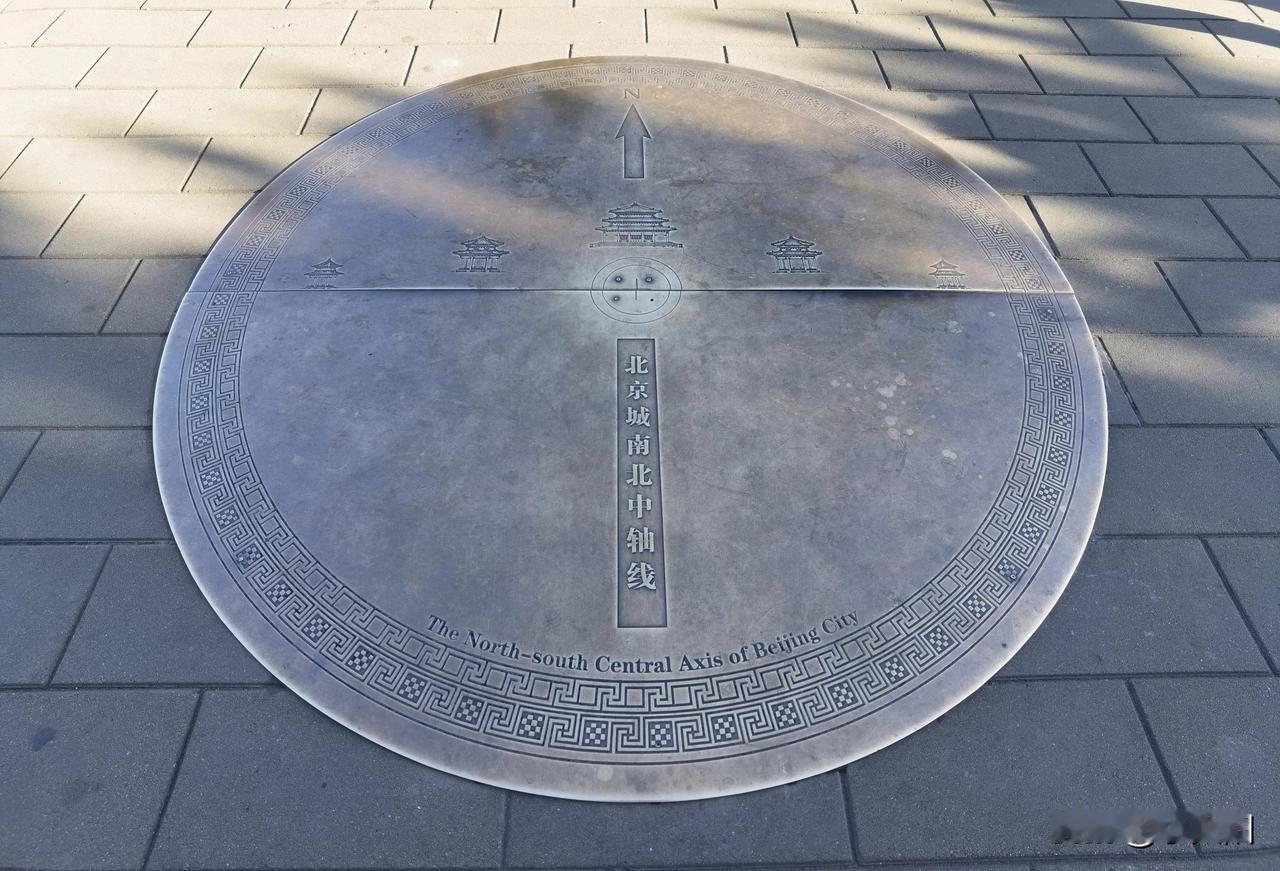 N
北京城南北中轴线
The North-south Central Axis of Beijing City